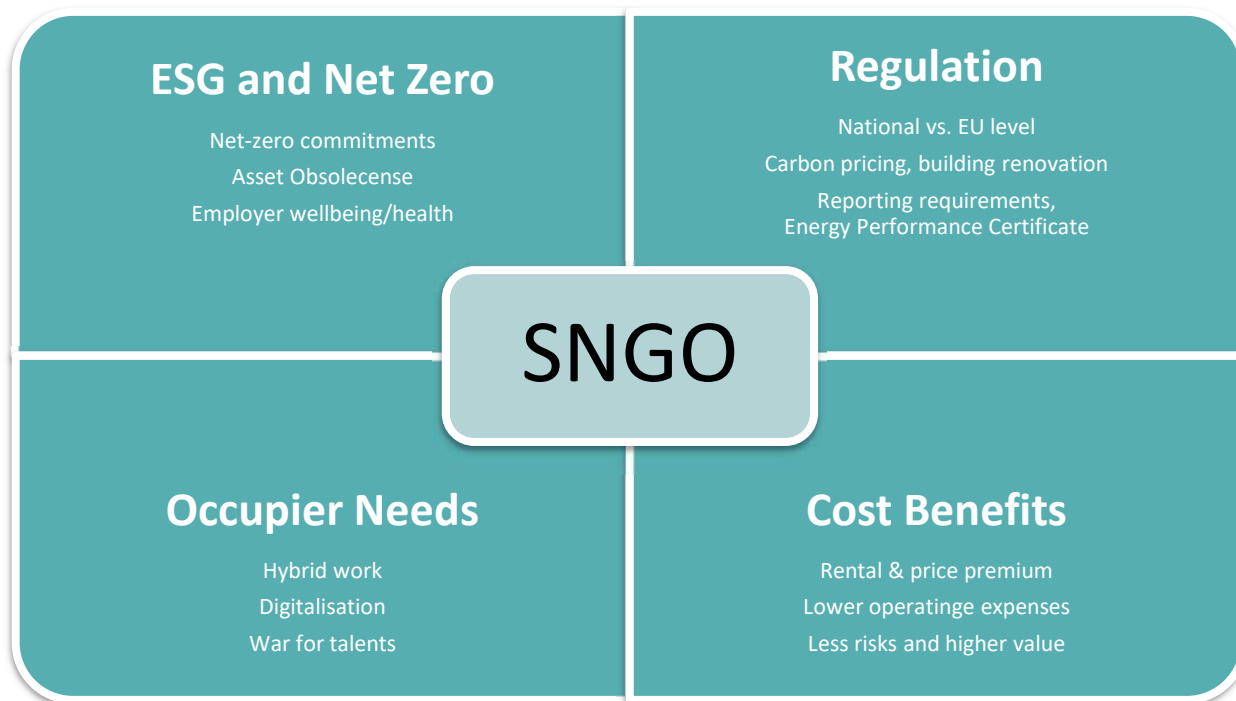 ESG and Net Zero
Net-zero commitments
Asset Obsolecense
Employer wellbeing/health
Regulation
National vs. EU level
Carbon pricing, building renovation
Reporting requirements,
Energy Performance Certificate
SNGO
Occupier Needs
Hybrid work
Digitalisation
War for talents
Cost Benefits
Rental & price premium
Lower operatinge expenses
Less risks and higher value